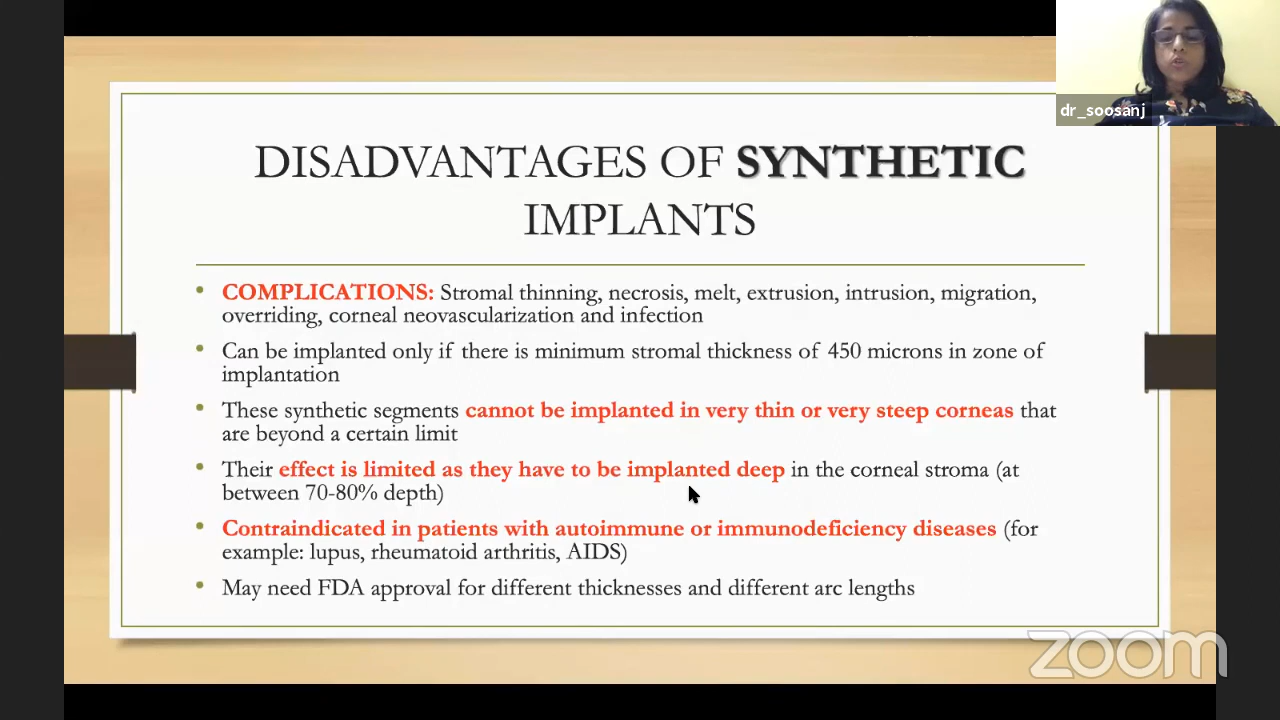 dr_soosanj
DISADVANTAGES OF SYNTHETIC
IMPLANTS
• COMPLICATIONS: Stromal thinning, necrosis, melt, extrusion, intrusion, migration,
overriding, corneal neovascularization and infection
• Can be implanted only if there is minimum stromal thickness of 450 microns in zone of
implantation
• These synthetic segments cannot be implanted in very thin or very steep corneas that
are beyond a certain limit
• Their effect is limited as they have to be implanted deep in the corneal stroma (at
between 70-80% depth)
• Contraindicated in patients with autoimmune or immunodeficiency diseases (for
example: lupus, rheumatoid arthritis, AIDS)
• May need FDA approval for different thicknesses and different arc lengths
zoom